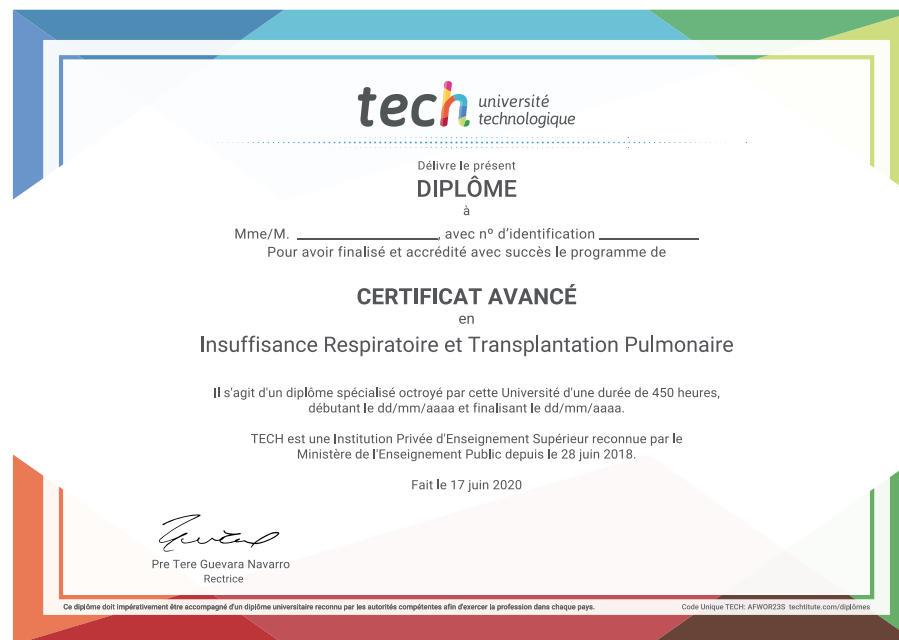 tech université
technologique
Délivre le présent
DIPLÔME
à
Mme/M. ____________________, avec nº d'identification ______________
Pour avoir finalisé et accrédité avec succès le programme de
CERTIFICAT AVANCÉ
en
Insuffisance Respiratoire et Transplantation Pulmonaire
Il s'agit d'un diplôme spécialisé octroyé par cette Université d'une durée de 450 heures,
débutant le dd/mm/aaaa et finalisant le dd/mm/aaaa.
TECH est une Institution Privée d'Enseignement Supérieur reconnue par le
Ministère de l'Enseignement Public depuis le 28 juin 2018.
Fait le 17 juin 2020
Pre Tere Guevara Navarro
Rectrice
Ce diplôme doit impérativement être accompagné d'un diplôme universitaire reconnu par les autorités compétentes afin d'exercer la profession dans chaque pays.
Code Unique TECH: AFWOR23S techtitute.com/diplômes